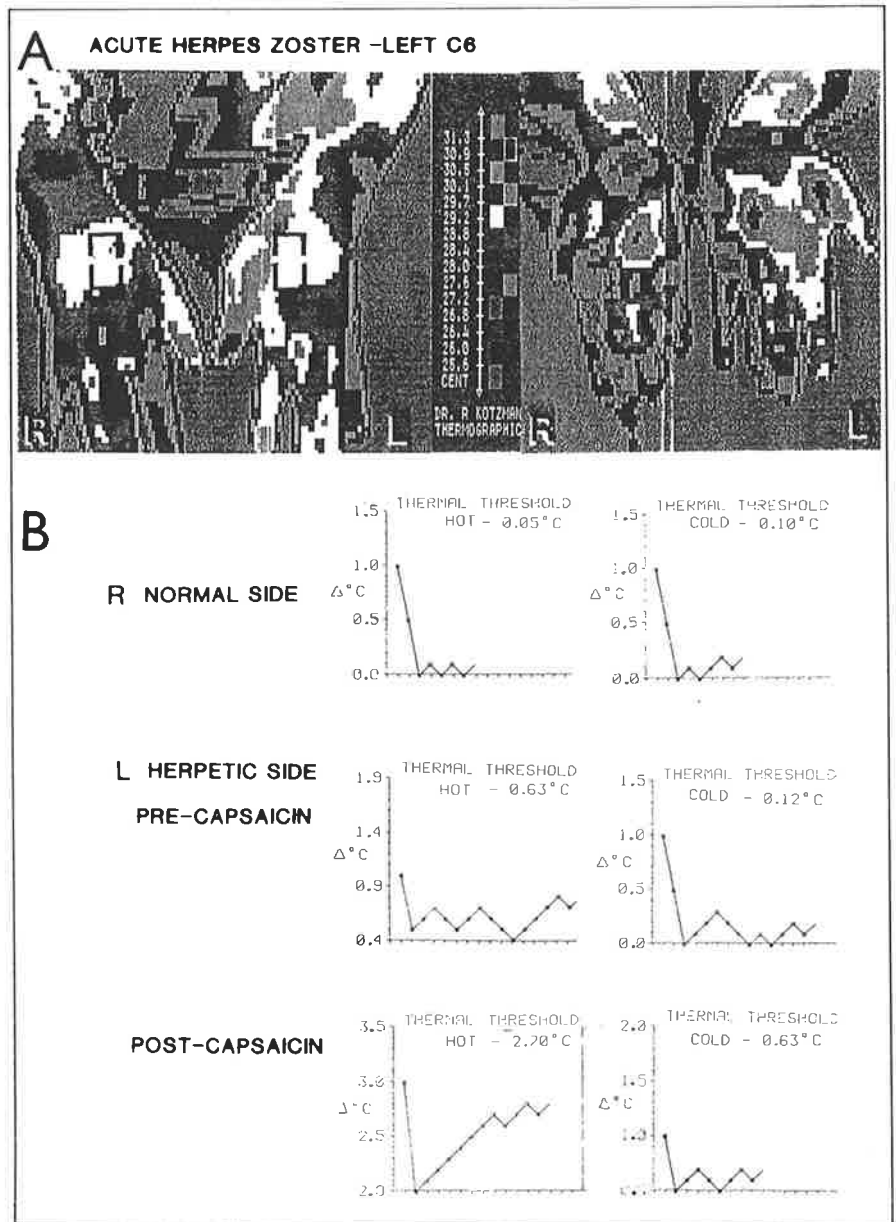 A
ACUTE HERPES ZOSTER -LEFT C6
31.3
30.9
30.5
30.1
29.7
29.2
28.8
28.4
28.0
27.6
27.2
26.8
26.4
26.0
25.6
CENT
DR. R KOTZMAN
THERMOGRAPHIC
R
L
R
L
B
R NORMAL SIDE
THERMAL THRESHOLD
HOT - 0.05°C
1.5
1.0
Δ°C
0.5
0.0
THERMAL THRESHOLD
COLD - 0.10°C
1.5
1.0
Δ°C
0.5
0.0
L HERPETIC SIDE
PRE-CAPSAICIN
THERMAL THRESHOLD
HOT - 0.63°C
1.9
1.4
Δ°C
0.9
0.4
THERMAL THRESHOLD
COLD - 0.12°C
1.5
1.0
Δ°C
0.5
0.0
POST-CAPSAICIN
THERMAL THRESHOLD
HOT - 2.70°C
3.5
3.0
Δ°C
2.5
2.0
THERMAL THRESHOLD
COLD - 0.63°C
2.0
1.5
Δ°C
1.0